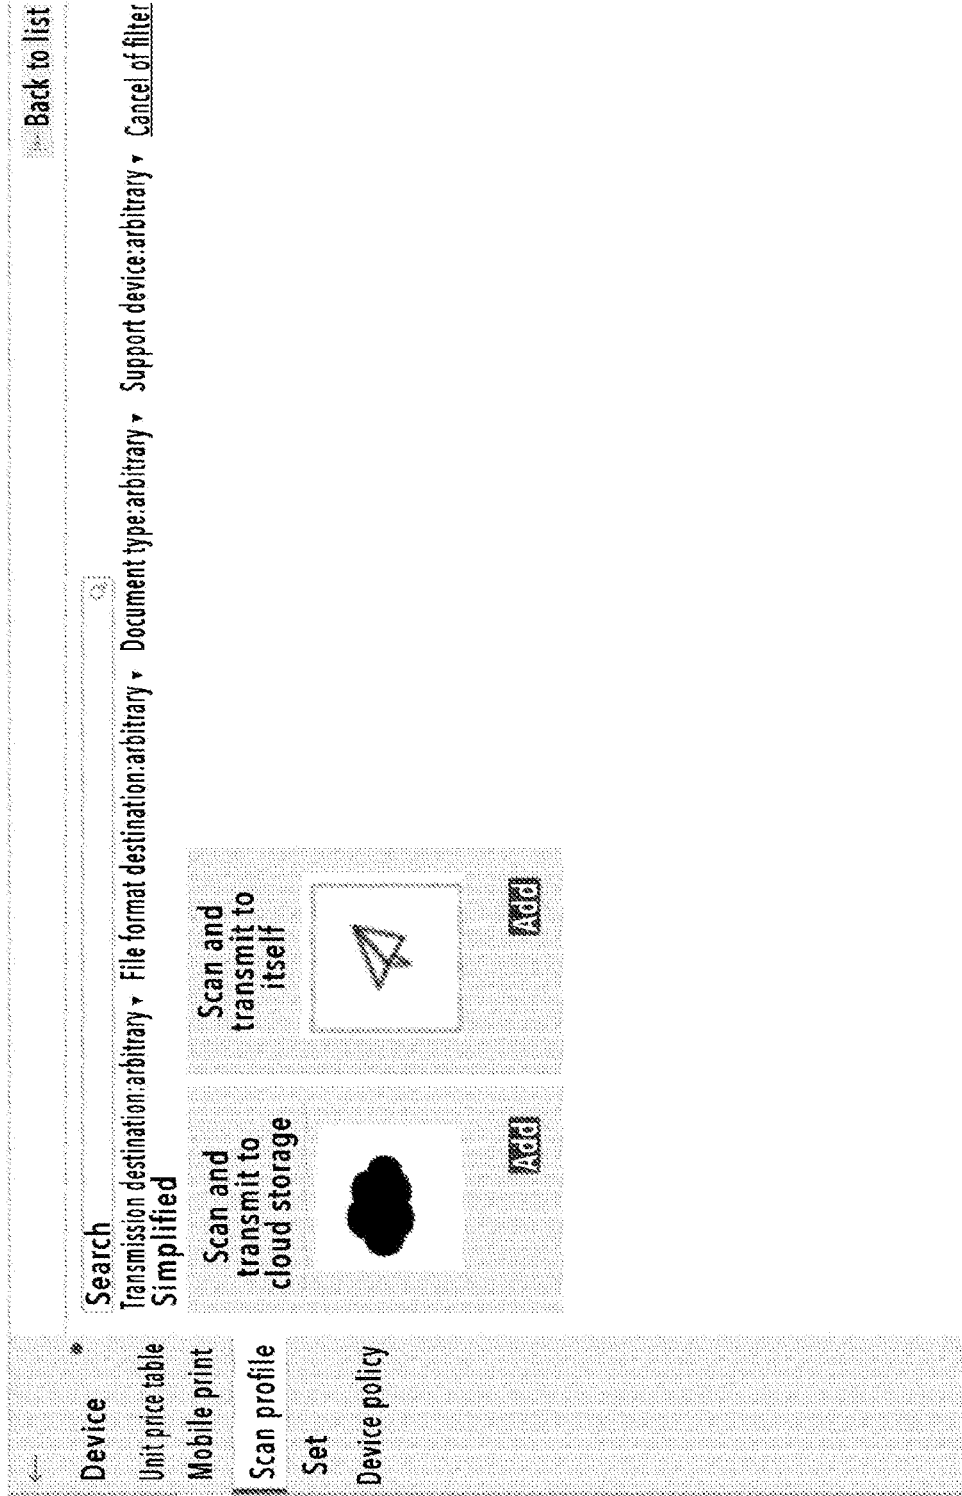 ← Back to list
←
Device
Unit price table
Mobile print
Scan profile
Set
Device policy
Search
Transmission destination:arbitrary ▾ File format destination:arbitrary ▾ Document type:arbitrary ▾ Support device:arbitrary ▾ Cancel of filter
Simplified
Scan and
transmit to
cloud storage
Add
Scan and
transmit to
itself
Add